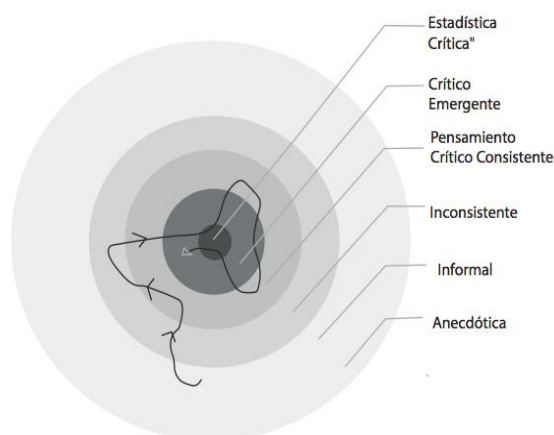 Estadística
Crítica"
Crítico
Emergente
Pensamiento
Crítico Consistente
Inconsistente
Informal
Anecdótica